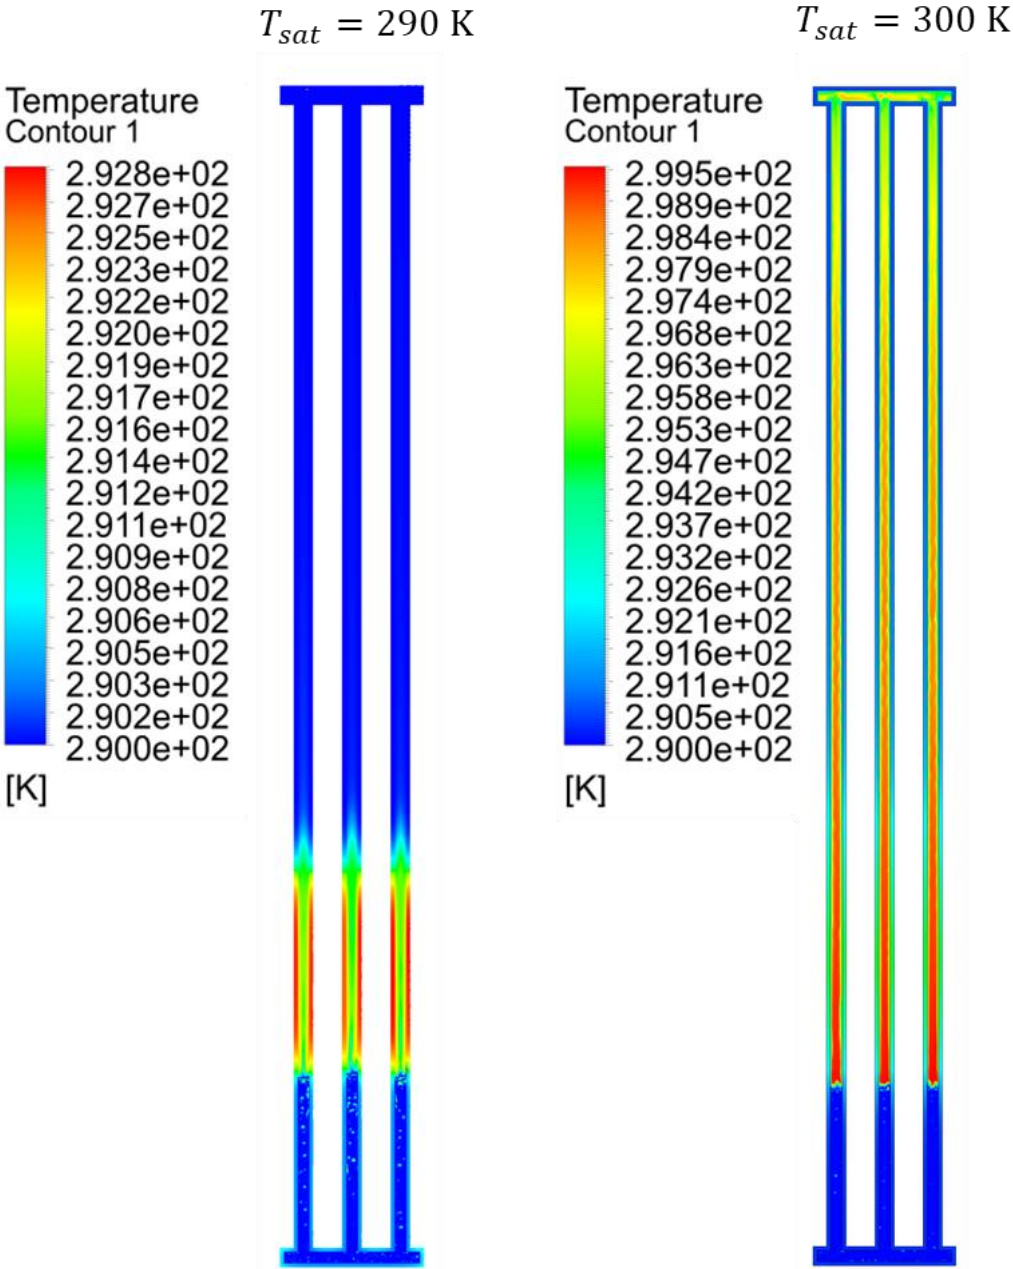 T_sat = 290 K
Temperature
Contour 1
2.928e+02
2.927e+02
2.925e+02
2.923e+02
2.922e+02
2.920e+02
2.919e+02
2.917e+02
2.916e+02
2.914e+02
2.912e+02
2.911e+02
2.909e+02
2.908e+02
2.906e+02
2.905e+02
2.903e+02
2.902e+02
2.900e+02
[K]
T_sat = 300 K
Temperature
Contour 1
2.995e+02
2.989e+02
2.984e+02
2.979e+02
2.974e+02
2.968e+02
2.963e+02
2.958e+02
2.953e+02
2.947e+02
2.942e+02
2.937e+02
2.932e+02
2.926e+02
2.921e+02
2.916e+02
2.911e+02
2.905e+02
2.900e+02
[K]